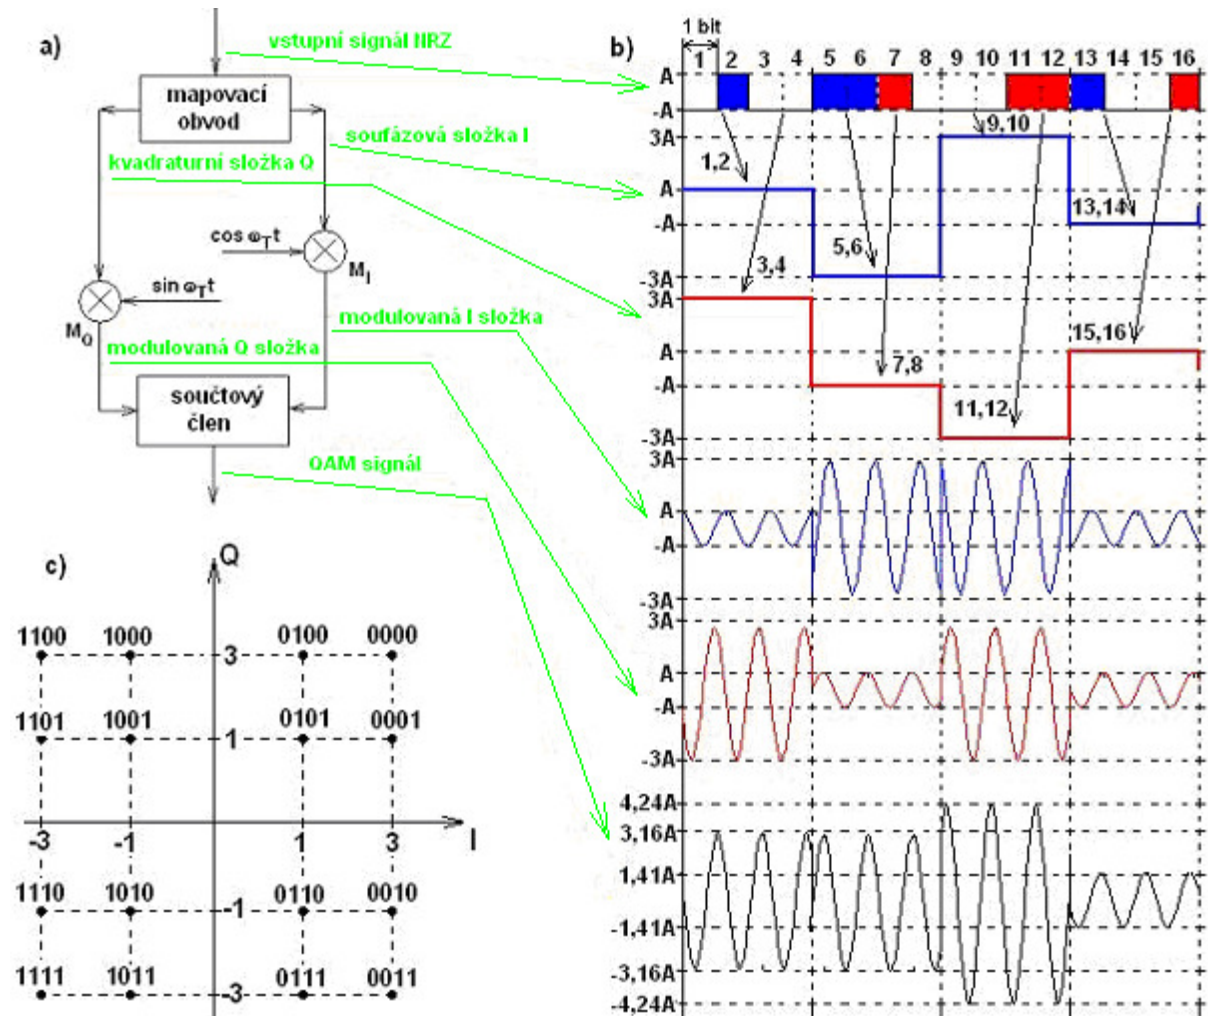 a)
vstupní signál NRZ
mapovací
obvod
soufázová složka I
kvadraturní složka Q
cos ωTt
MI
sin ωTt
MQ
modulovaná I složka
modulovaná Q složka
součtový
člen
QAM signál
b)
1 bit
1 2 3 4 5 6 7 8 9 10 11 12 13 14 15 16
A
-A
3A
9,10
1,2
A
13,14
-A
5,6
-3A
3,4
3A
15,16
A
7,8
-A
11,12
-3A
3A
A
-A
-3A
3A
A
-A
-3A
4,24A
3,16A
1,41A
-1,41A
-3,16A
-4,24A
c)
Q
1100 1000 0100 0000
3
1101 1001 0101 0001
1
-3 -1 1 3 I
1110 1010 0110 0010
-1
1111 1011 0111 0011
-3